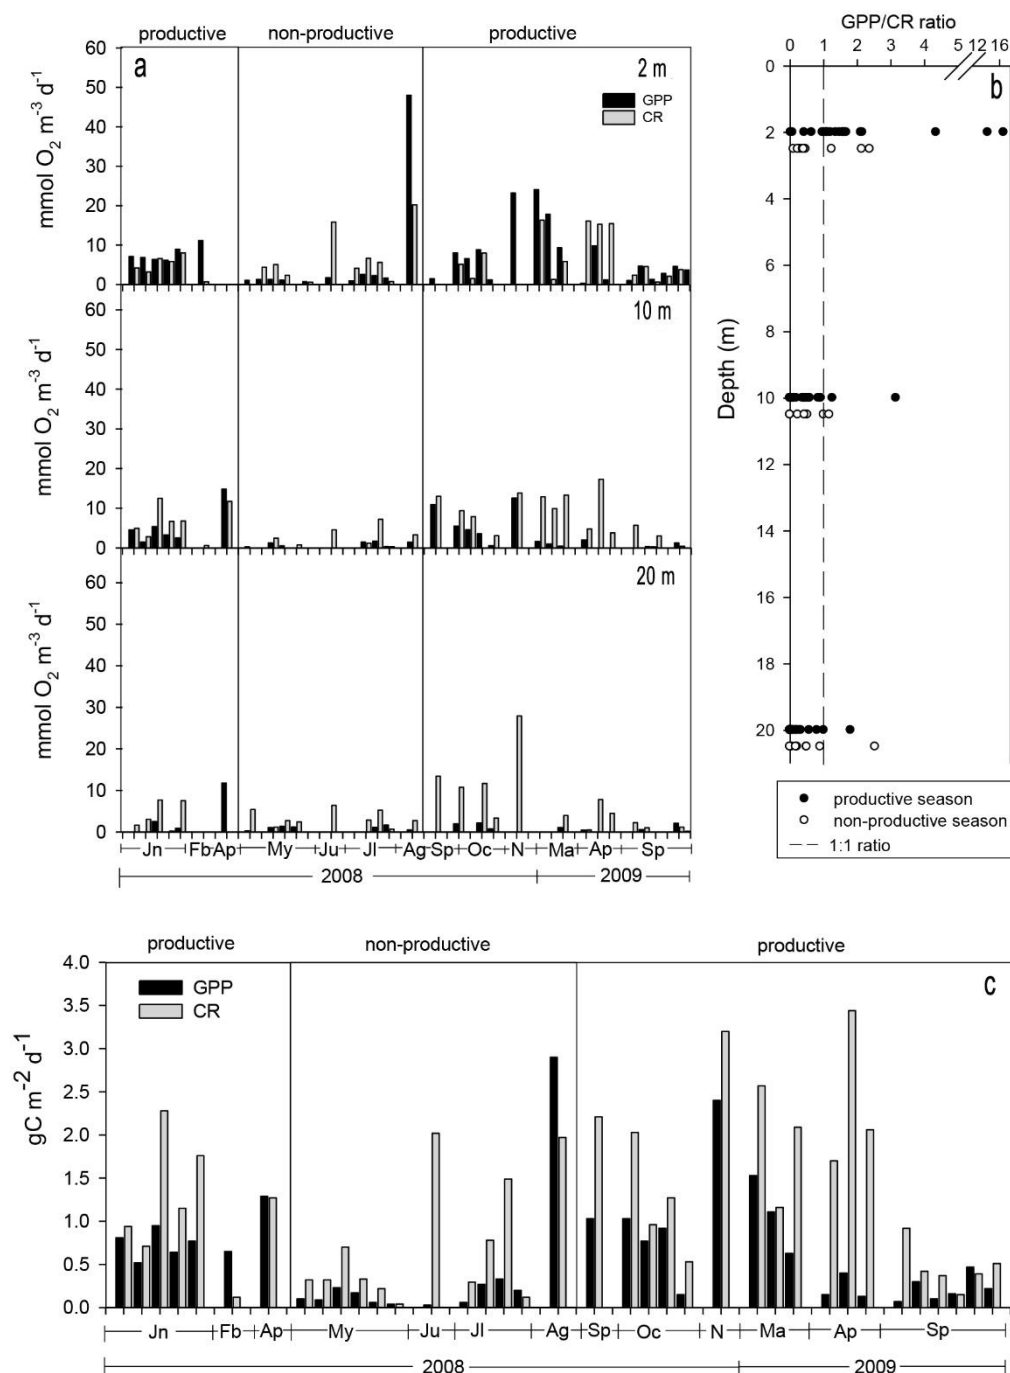 productive non-productive productive
a
2 m
GPP
CR
60
50
40
30
20
10
0
mmol O2 m-3 d-1
10 m
60
50
40
30
20
10
0
mmol O2 m-3 d-1
20 m
60
50
40
30
20
10
0
mmol O2 m-3 d-1
Jn Fb Ap My Ju Jl Ag Sp Oc N Ma Ap Sp
2008 2009
GPP/CR ratio
0 1 2 3 4 5 12 16
b
0
2
4
6
8
10
12
14
16
18
20
Depth (m)
productive season
non-productive season
1:1 ratio
productive non-productive productive
c
GPP
CR
4.0
3.5
3.0
2.5
2.0
1.5
1.0
0.5
0.0
gC m-2 d-1
Jn Fb Ap My Ju Jl Ag Sp Oc N Ma Ap Sp
2008 2009